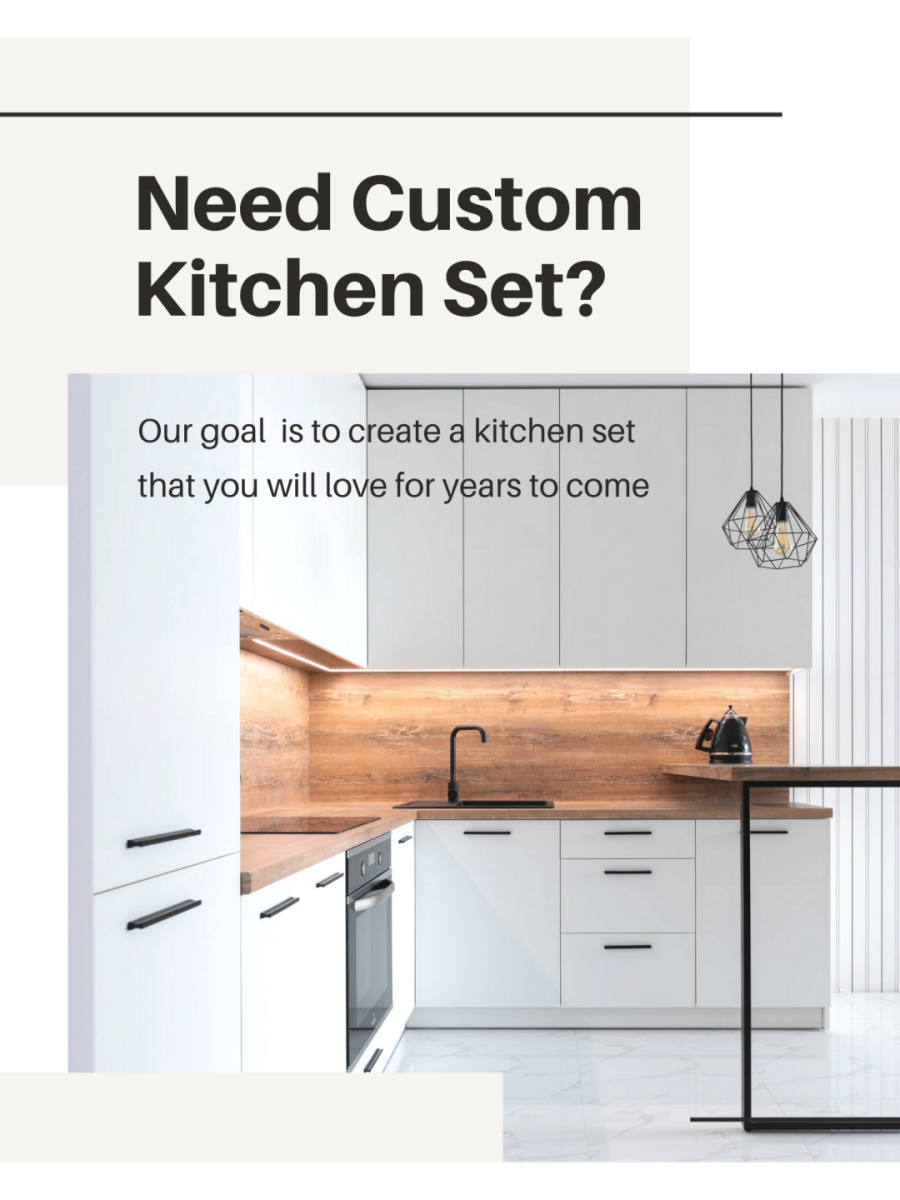 Need Custom
Kitchen Set?
Our goal  is to create a kitchen set
that you will love for years to come